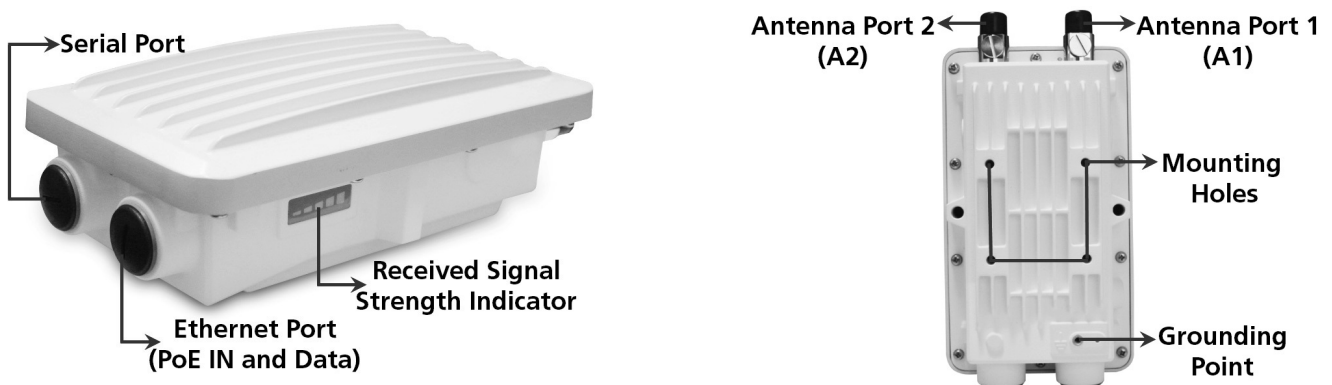 Serial Port
Received Signal
Strength Indicator
Ethernet Port
(PoE IN and Data)
Antenna Port 2
(A2)
Antenna Port 1
(A1)
Mounting
Holes
Grounding
Point